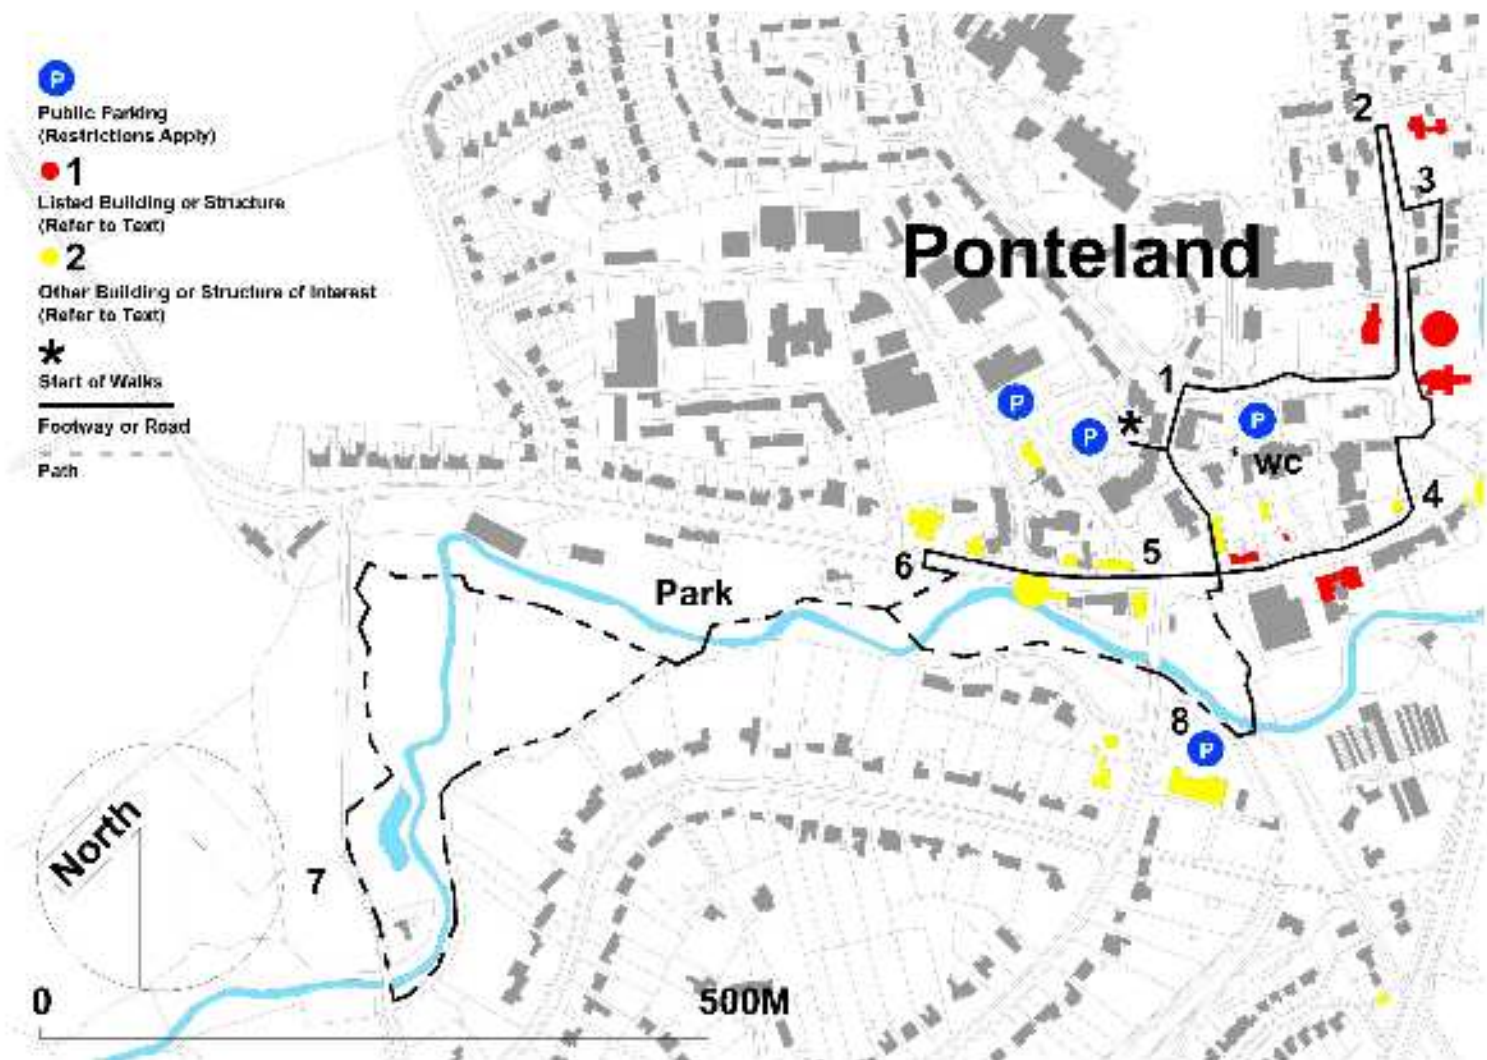 P
Public Parking
(Restrictions Apply)
1
Listed Building or Structure
(Refer to Text)
2
Other Building or Structure of Interest
(Refer to Text)
*
Start of Walks
Footway or Road
Path
2
3
Ponteland
1
P
P
*
P
WC
4
5
6
Park
8
P
North
7
0
500M